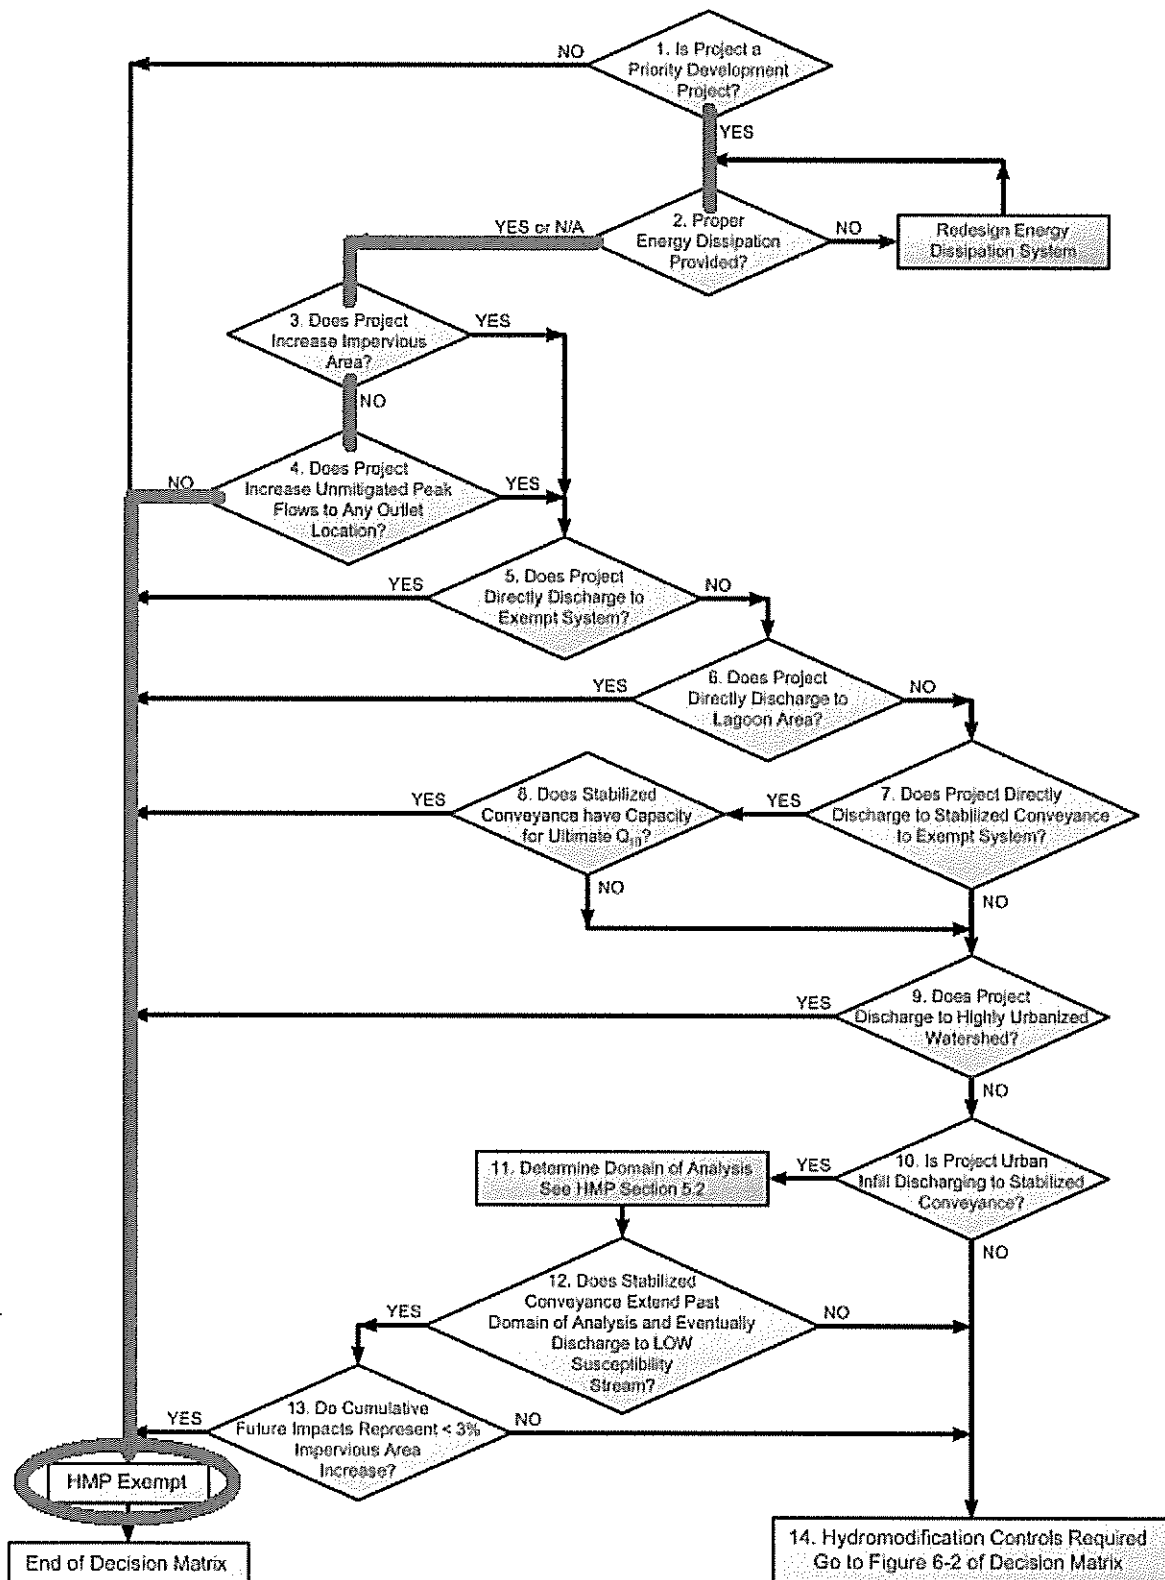 NO
1. Is Project a
Priority Development
Project?
YES
YES or N/A
2. Proper
Energy Dissipation
Provided?
NO
Redesign Energy
Dissipation System
3. Does Project
Increase Impervious
Area?
YES
NO
NO
4. Does Project
Increase Unmitigated Peak
Flows to Any Outlet
Location?
YES
YES
5. Does Project
Directly Discharge to
Exempt System?
NO
YES
6. Does Project
Directly Discharge to
Lagoon Area?
NO
YES
8. Does Stabilized
Conveyance have Capacity
for Ultimate Q10?
YES
7. Does Project Directly
Discharge to Stabilized Conveyance
to Exempt System?
NO
NO
YES
9. Does Project
Discharge to Highly Urbanized
Watershed?
NO
11. Determine Domain of Analysis
See HMP Section 5.2
YES
10. Is Project Urban
Infill Discharging to Stabilized
Conveyance?
NO
YES
12. Does Stabilized
Conveyance Extend Past
Domain of Analysis and Eventually
Discharge to LOW
Susceptibility
Stream?
NO
YES
13. Do Cumulative
Future Impacts Represent < 3%
Impervious Area
Increase?
NO
HMP Exempt
End of Decision Matrix
14. Hydromodification Controls Required
Go to Figure 6-2 of Decision Matrix